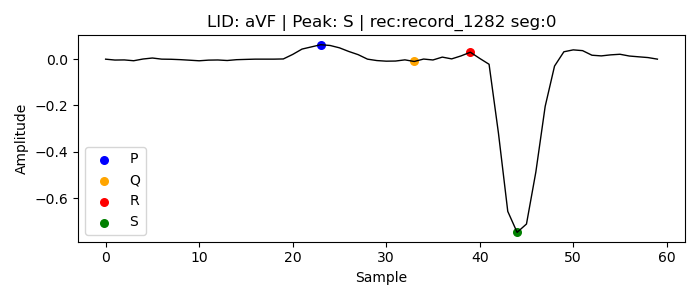 LID: aVF | Peak: S | rec:record_1282 seg:0
Amplitude
0.0
−0.2
−0.4
−0.6
P
Q
R
S
0 10 20 30 40 50 60
Sample